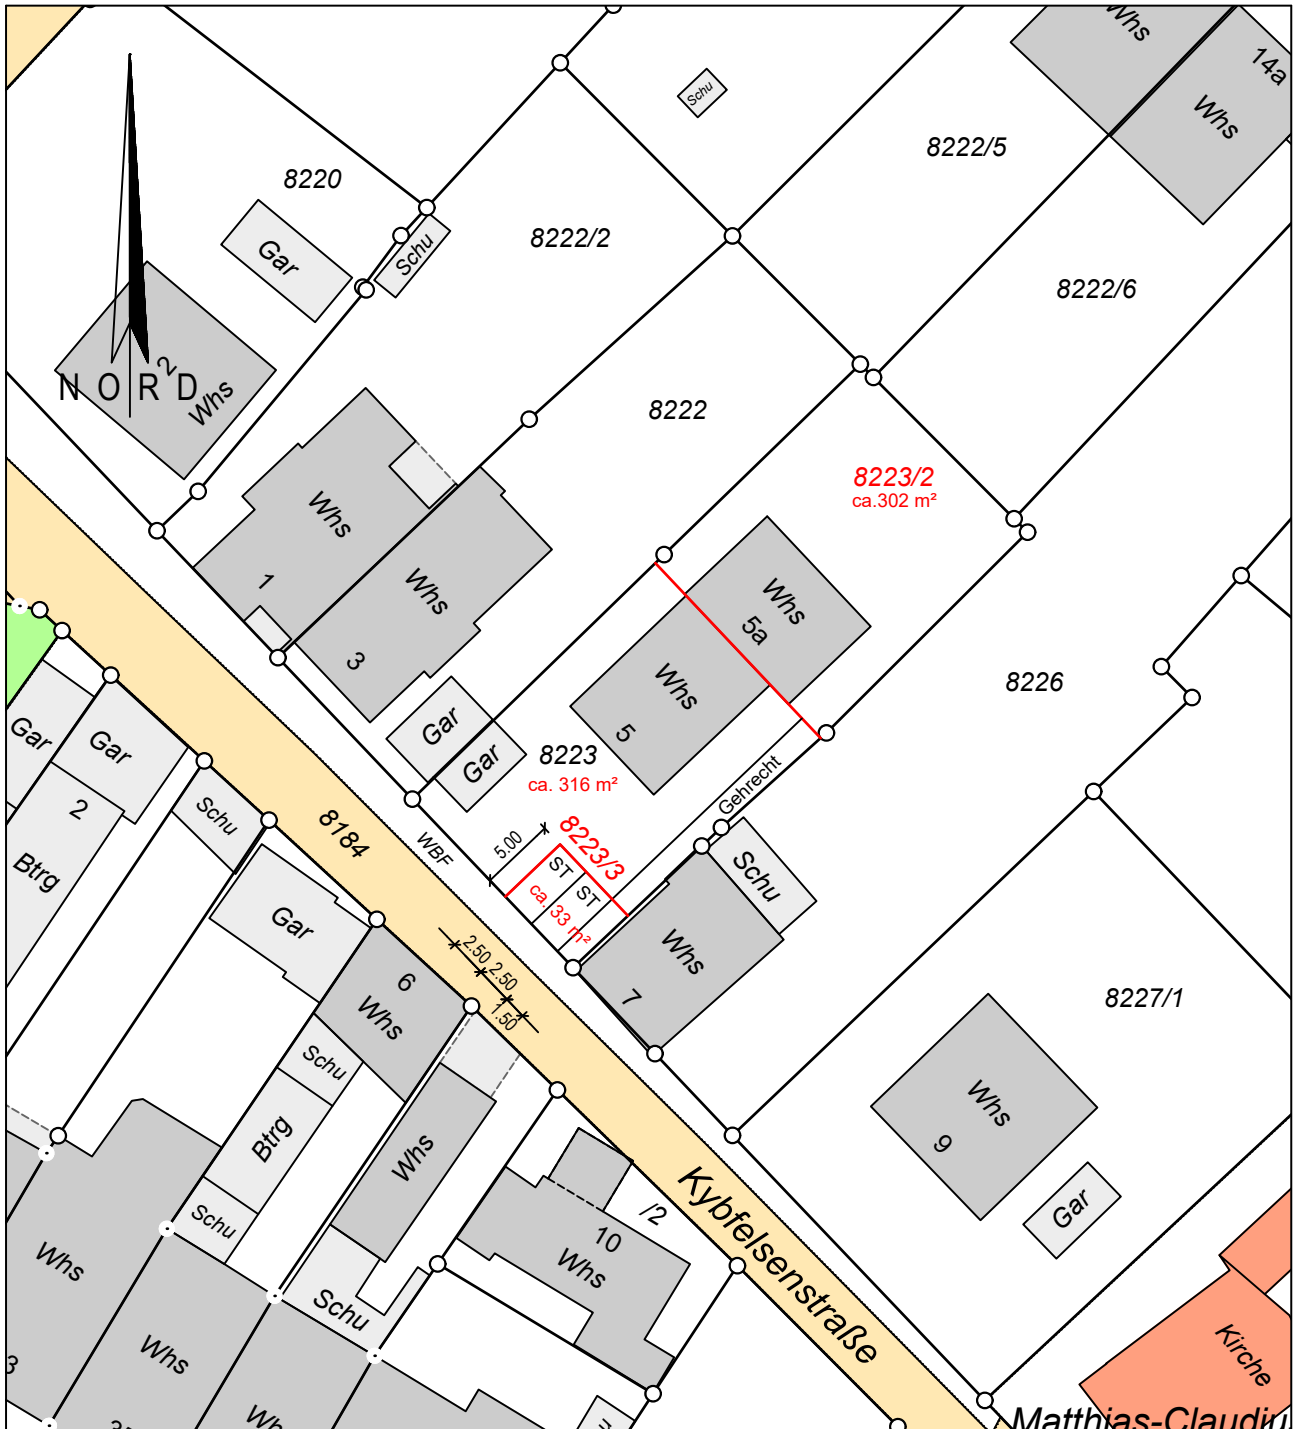 Whs
14a
Whs
Schu
8222/5
8220
Gar
Schu
8222/2
8222/6
2
Whs
NORD
8222
8223/2
ca.302 m²
Whs
1
Whs
3
Whs
5a
Whs
5
8226
Gar
Gar
8223
ca. 316 m²
Gehrecht
Gar
Gar
2
Btrg
Schu
8184
WBF
5.00
8223/3
ST
ST
ca. 33 m²
Schu
Whs
7
Gar
2.50
2.50
1.50
6
Whs
8227/1
Schu
Btrg
Schu
Whs
Whs
9
Gar
/2
10
Whs
Kybfelsenstraße
Whs
Schu
Whs
3
Kirche
Matthias-Claudiu